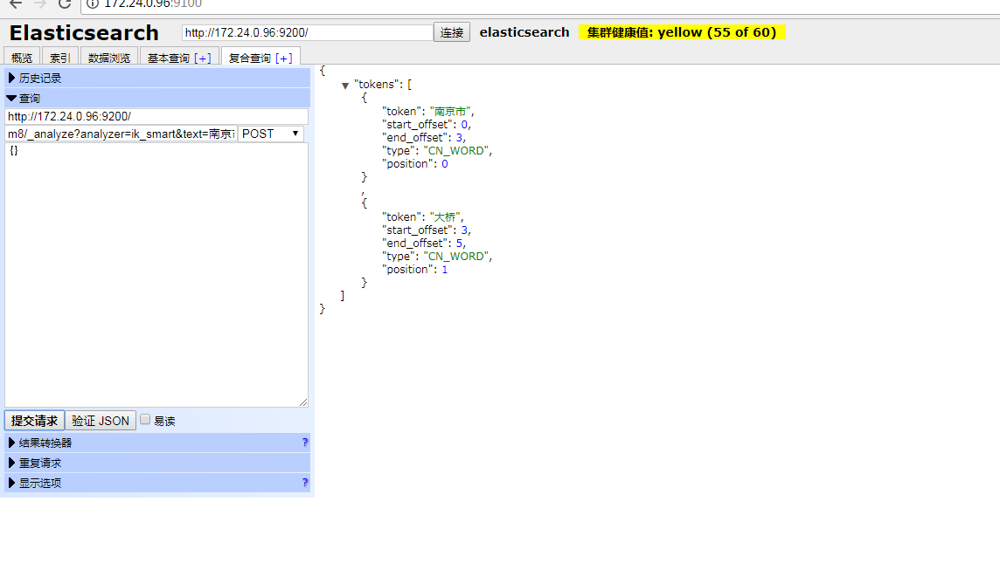 172.24.0.96:9100
Elasticsearch http://172.24.0.96:9200/ 连接 elasticsearch 集群健康值: yellow (55 of 60)
概览 索引 数据浏览 基本查询 [+] 复合查询 [+]
历史记录
查询
http://172.24.0.96:9200/
m8/_analyze?analyzer=ik_smart&text=南京 POST
{}
提交请求 验证 JSON 易读
结果转换器 ?
重复请求
显示选项 ?
{
"tokens": [
{
"token": "南京市",
"start_offset": 0,
"end_offset": 3,
"type": "CN_WORD",
"position": 0
}
,
{
"token": "大桥",
"start_offset": 3,
"end_offset": 5,
"type": "CN_WORD",
"position": 1
}
]
}